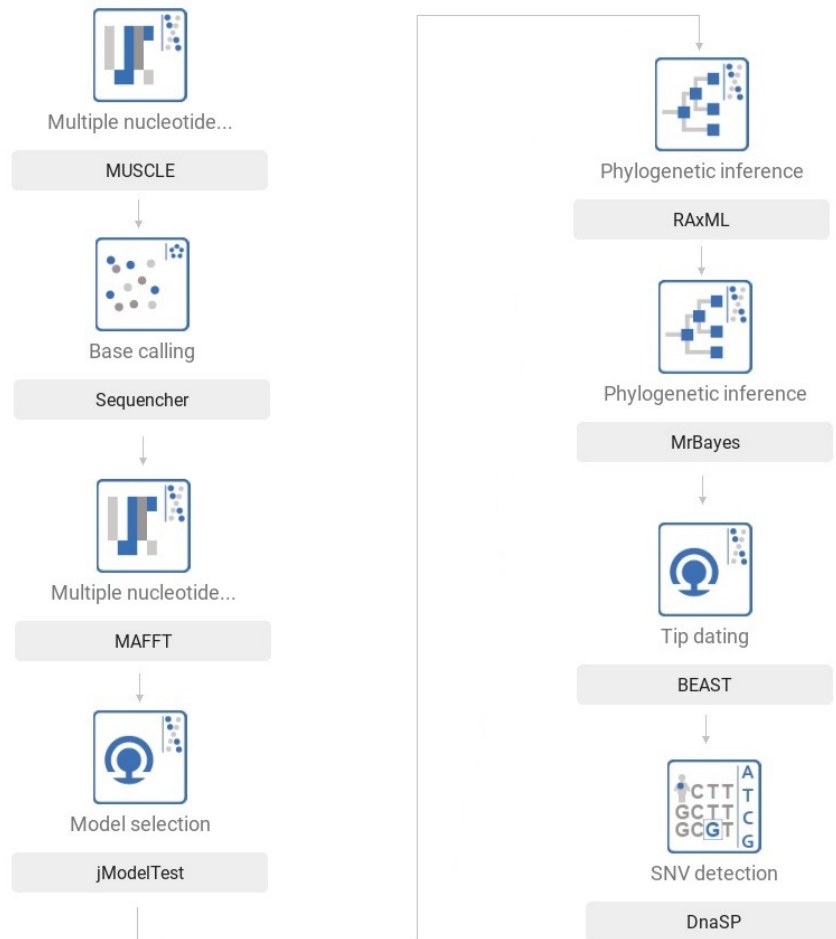 Multiple nucleotide...
MUSCLE
Base calling
Sequencher
Multiple nucleotide...
MAFFT
Model selection
jModelTest
Phylogenetic inference
RAxML
Phylogenetic inference
MrBayes
Tip dating
BEAST
CTT A
T
GCTT C
GCGT G
SNV detection
DnaSP